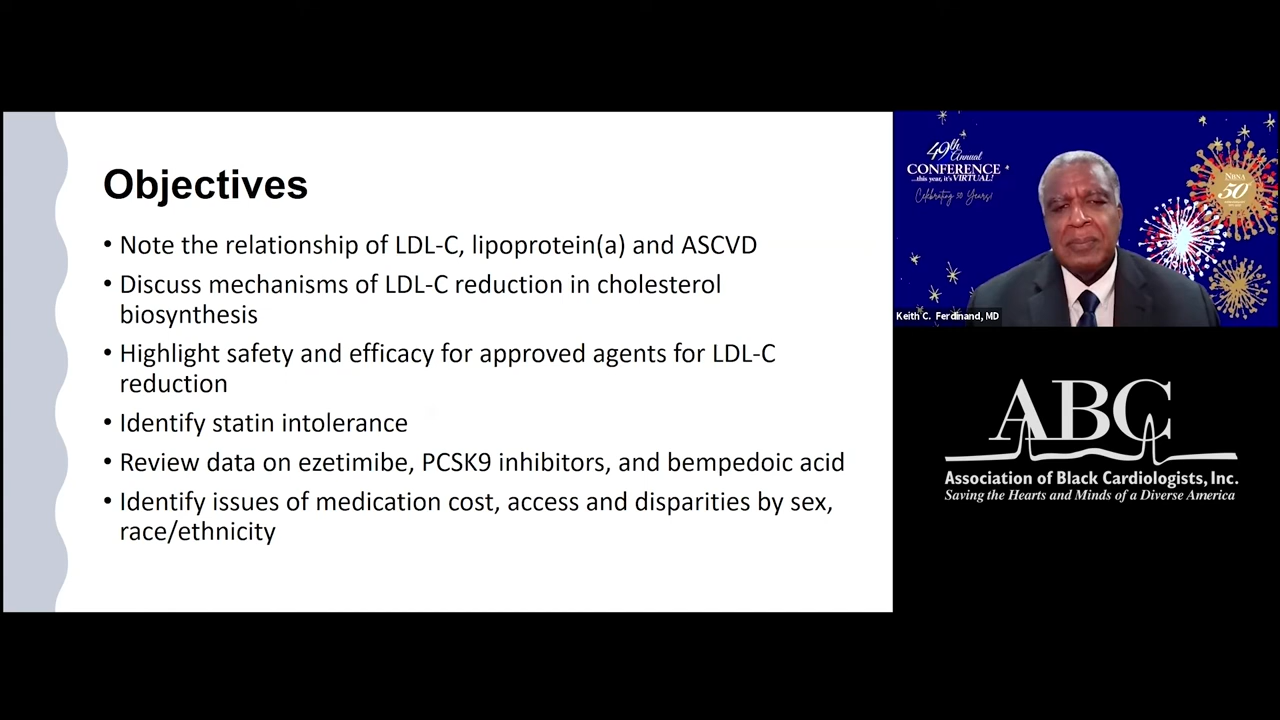 Objectives
• Note the relationship of LDL-C, lipoprotein(a) and ASCVD
• Discuss mechanisms of LDL-C reduction in cholesterol
biosynthesis
• Highlight safety and efficacy for approved agents for LDL-C
reduction
• Identify statin intolerance
• Review data on ezetimibe, PCSK9 inhibitors, and bempedoic acid
• Identify issues of medication cost, access and disparities by sex,
race/ethnicity
49th Annual
CONFERENCE
...this year, it's VIRTUAL!
Celebrating 50 Years!
NBNA
50
Keith C. Ferdinand, MD
ABC
Association of Black Cardiologists, Inc.
Saving the Hearts and Minds of a Diverse America